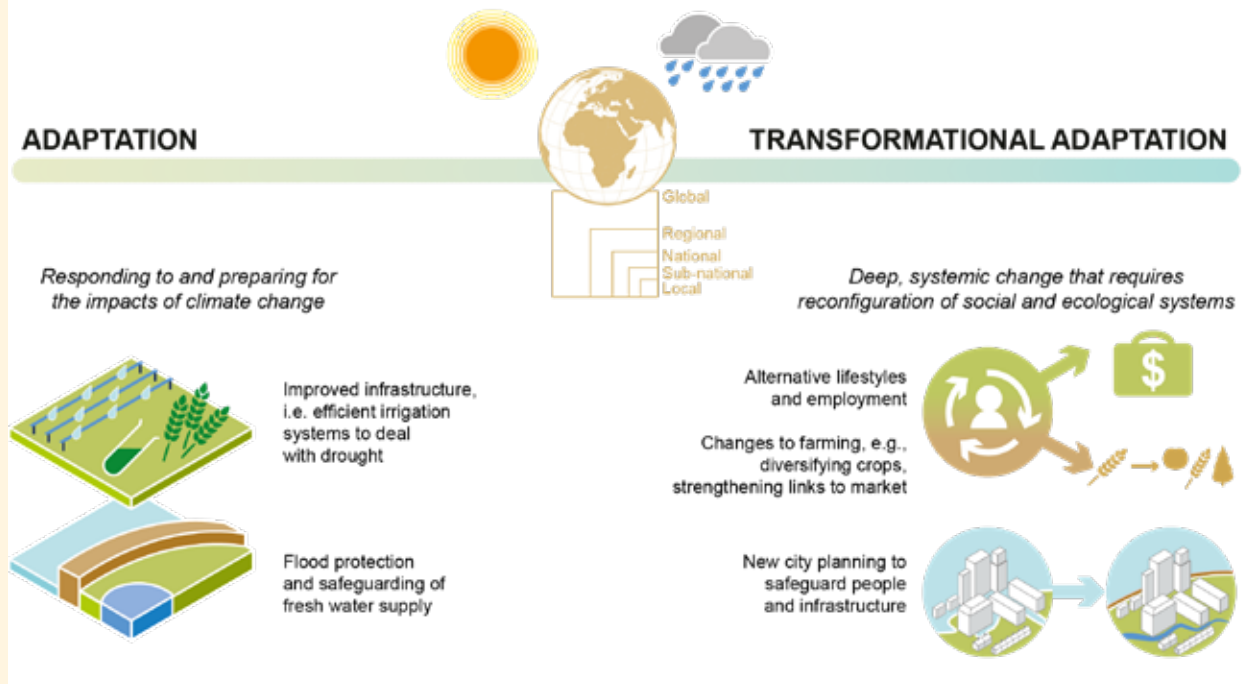 ADAPTATION
TRANSFORMATIONAL ADAPTATION
Global
Regional
National
Sub-national
Local
Responding to and preparing for
the impacts of climate change
Deep, systemic change that requires
reconfiguration of social and ecological systems
Improved infrastructure,
i.e. efficient irrigation
systems to deal
with drought
Flood protection
and safeguarding of
fresh water supply
Alternative lifestyles
and employment
$
Changes to farming, e.g.,
diversifying crops,
strengthening links to market
New city planning to
safeguard people
and infrastructure